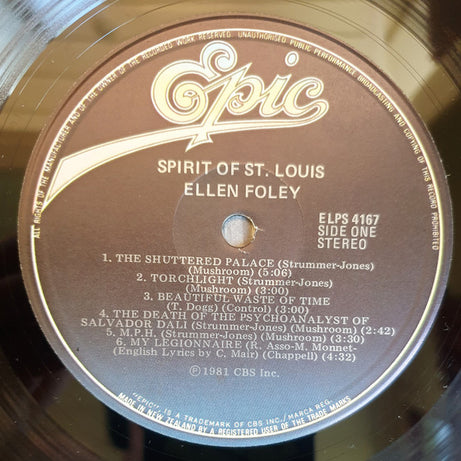 ALL RIGHTS OF THE MANUFACTURER AND OF THE OWNER OF THE RECORDED WORK RESERVED. UNAUTHORISED PUBLIC PERFORMANCE BROADCASTING AND COPYING OF THIS RECORD PROHIBITED
Epic
SPIRIT OF ST. LOUIS
ELLEN FOLEY
ELPS 4167
SIDE ONE
STEREO
1. THE SHUTTERED PALACE (Strummer-Jones)
(Mushroom) (5:06)
2. TORCHLIGHT (Strummer-Jones)
(Mushroom) (3:00)
3. BEAUTIFUL WASTE OF TIME
(T. Dogg) (Control) (3:00)
4. THE DEATH OF THE PSYCHOANALYST OF
SALVADOR DALI (Strummer-Jones) (Mushroom) (2:42)
5. M.P.H. (Strummer-Jones) (Mushroom) (3:30)
6. MY LEGIONNAIRE (R. Asso-M. Monnet-
(English Lyrics by C. Mair) (Chappell) (4:32)
Ⓟ1981 CBS Inc.
"EPIC" IS A TRADEMARK OF CBS INC./MARCA REG.
MADE IN NEW ZEALAND BY A REGISTERED USER OF THE TRADE MARKS